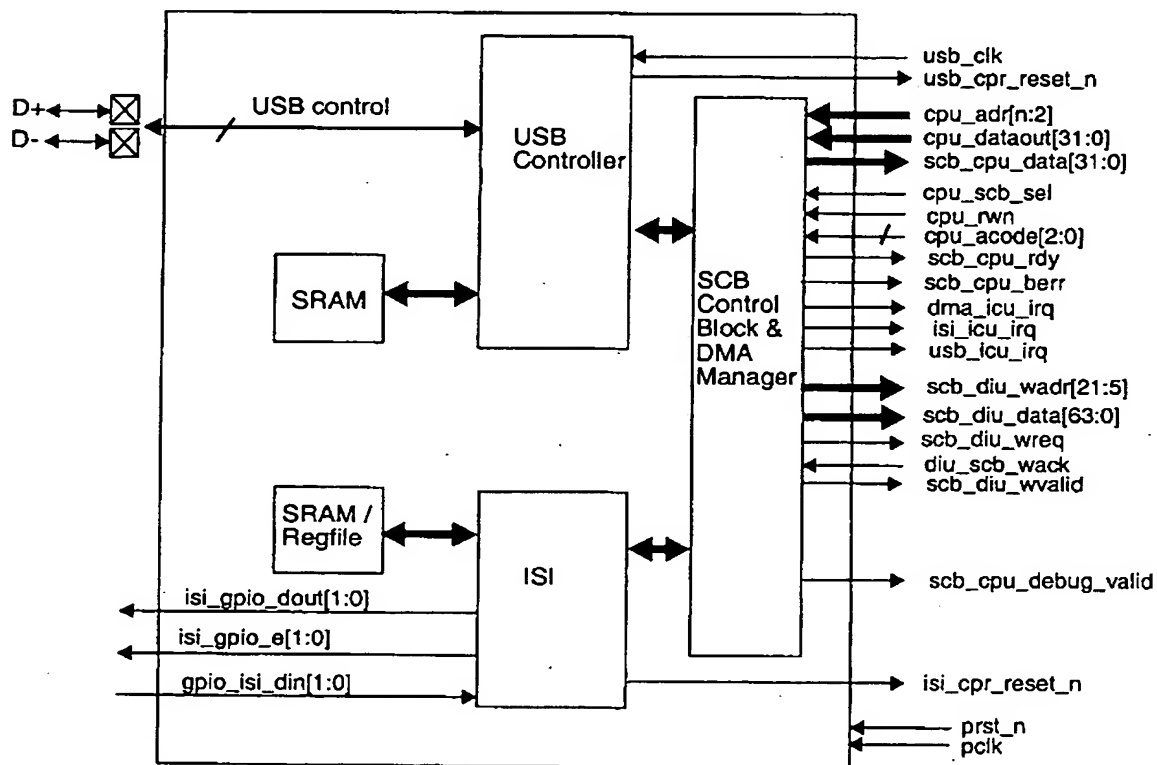 D+
D-
USB control
USB
Controller
SRAM
SRAM /
Regfile
ISI
isi_gpio_dout[1:0]
isi_gpio_e[1:0]
gpio_isi_din[1:0]
SCB
Control
Block &
DMA
Manager
usb_clk
usb_cpr_reset_n
cpu_adr[n:2]
cpu_dataout[31:0]
scb_cpu_data[31:0]
cpu_scb_sel
cpu_rwn
cpu_acode[2:0]
scb_cpu_rdy
scb_cpu_berr
dma_icu_irq
isi_icu_irq
usb_icu_irq
scb_diu_wadr[21:5]
scb_diu_data[63:0]
scb_diu_wreq
diu_scb_wack
scb_diu_wvalid
scb_cpu_debug_valid
isi_cpr_reset_n
prst_n
pclk